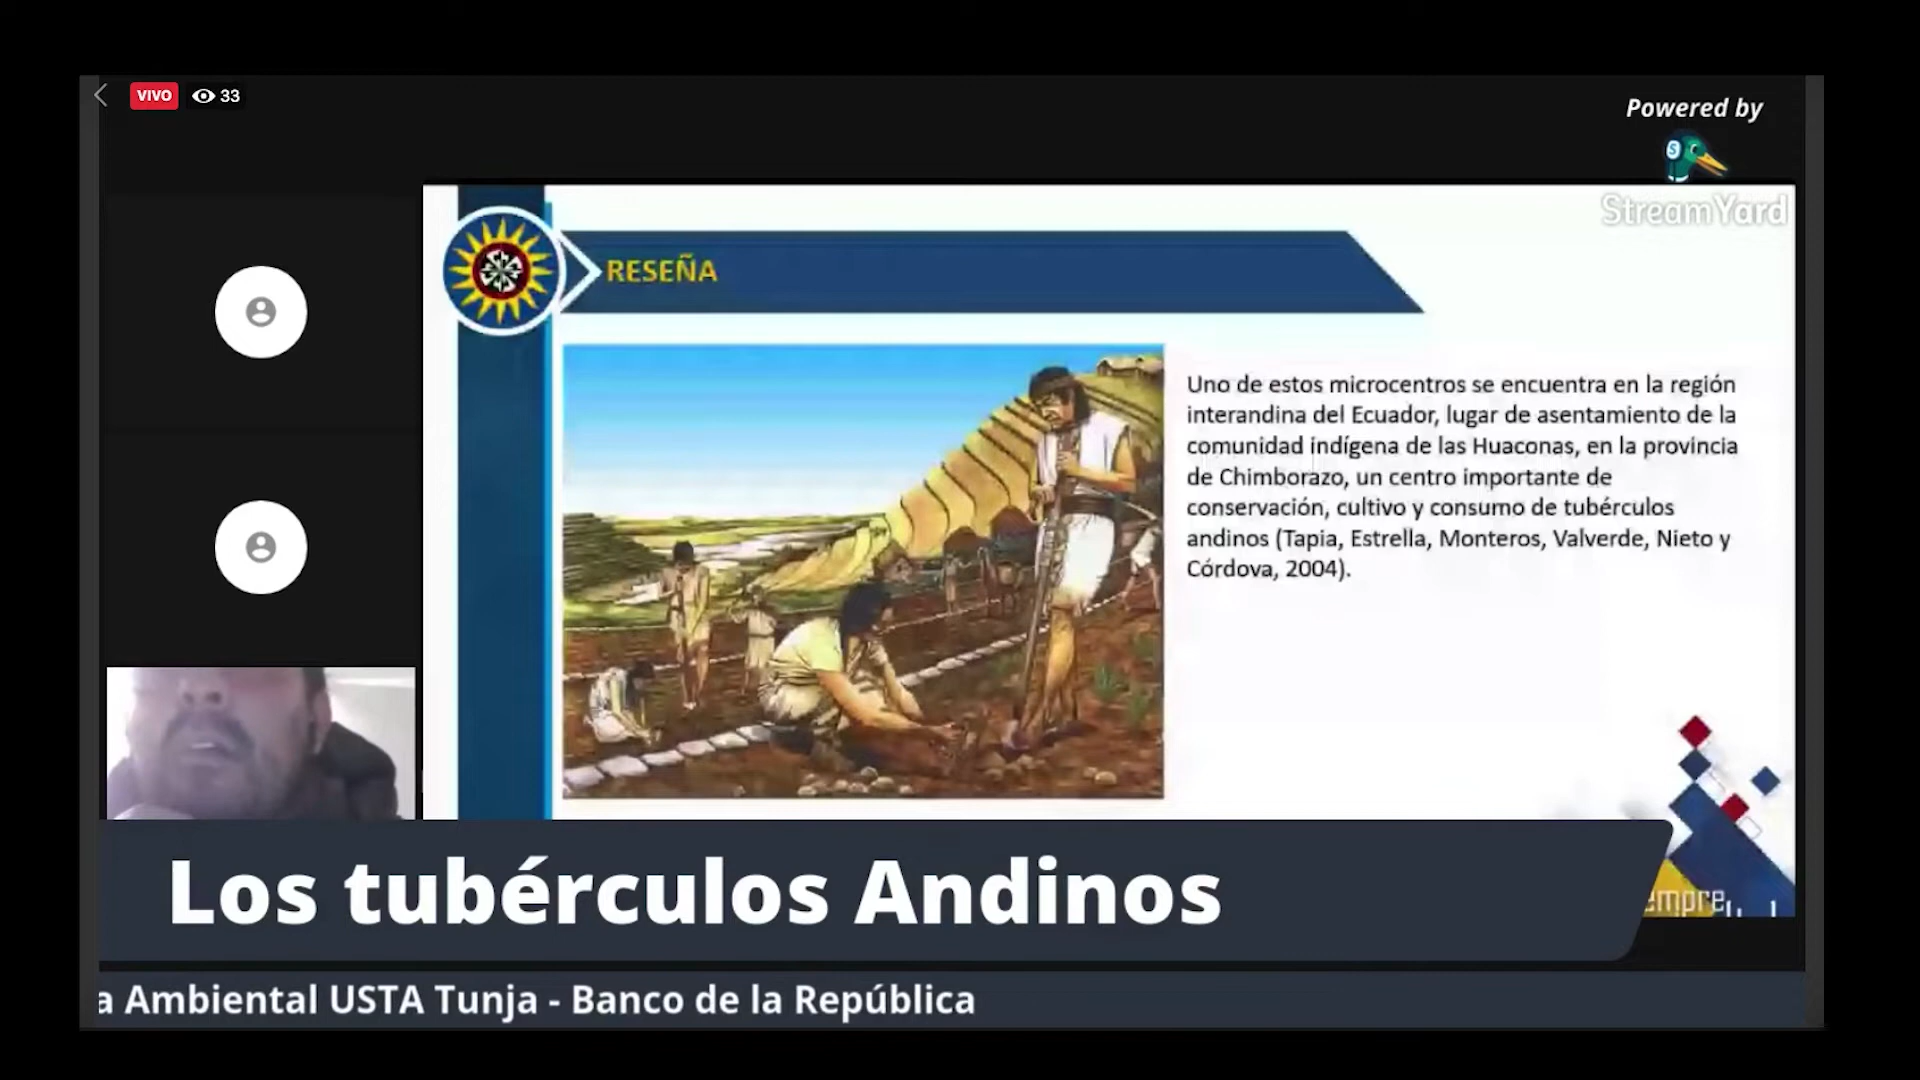 VIVO 33
Powered by
StreamYard
RESEÑA
Uno de estos microcentros se encuentra en la región
interandina del Ecuador, lugar de asentamiento de la
comunidad indígena de las Huaconas, en la provincia
de Chimborazo, un centro importante de
conservación, cultivo y consumo de tubérculos
andinos (Tapia, Estrella, Monteros, Valverde, Nieto y
Córdova, 2004).
empre
Los tubérculos Andinos
a Ambiental USTA Tunja - Banco de la República